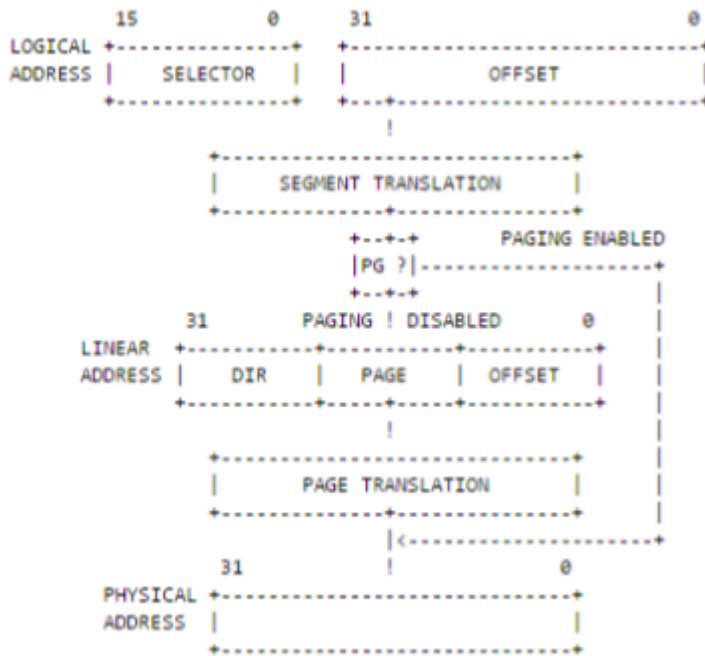 15 0 31 0
LOGICAL
ADDRESS SELECTOR OFFSET
SEGMENT TRANSLATION
PAGING ENABLED
PG ?
31 PAGING ! DISABLED 0
LINEAR
ADDRESS DIR PAGE OFFSET
PAGE TRANSLATION
31 0
PHYSICAL
ADDRESS